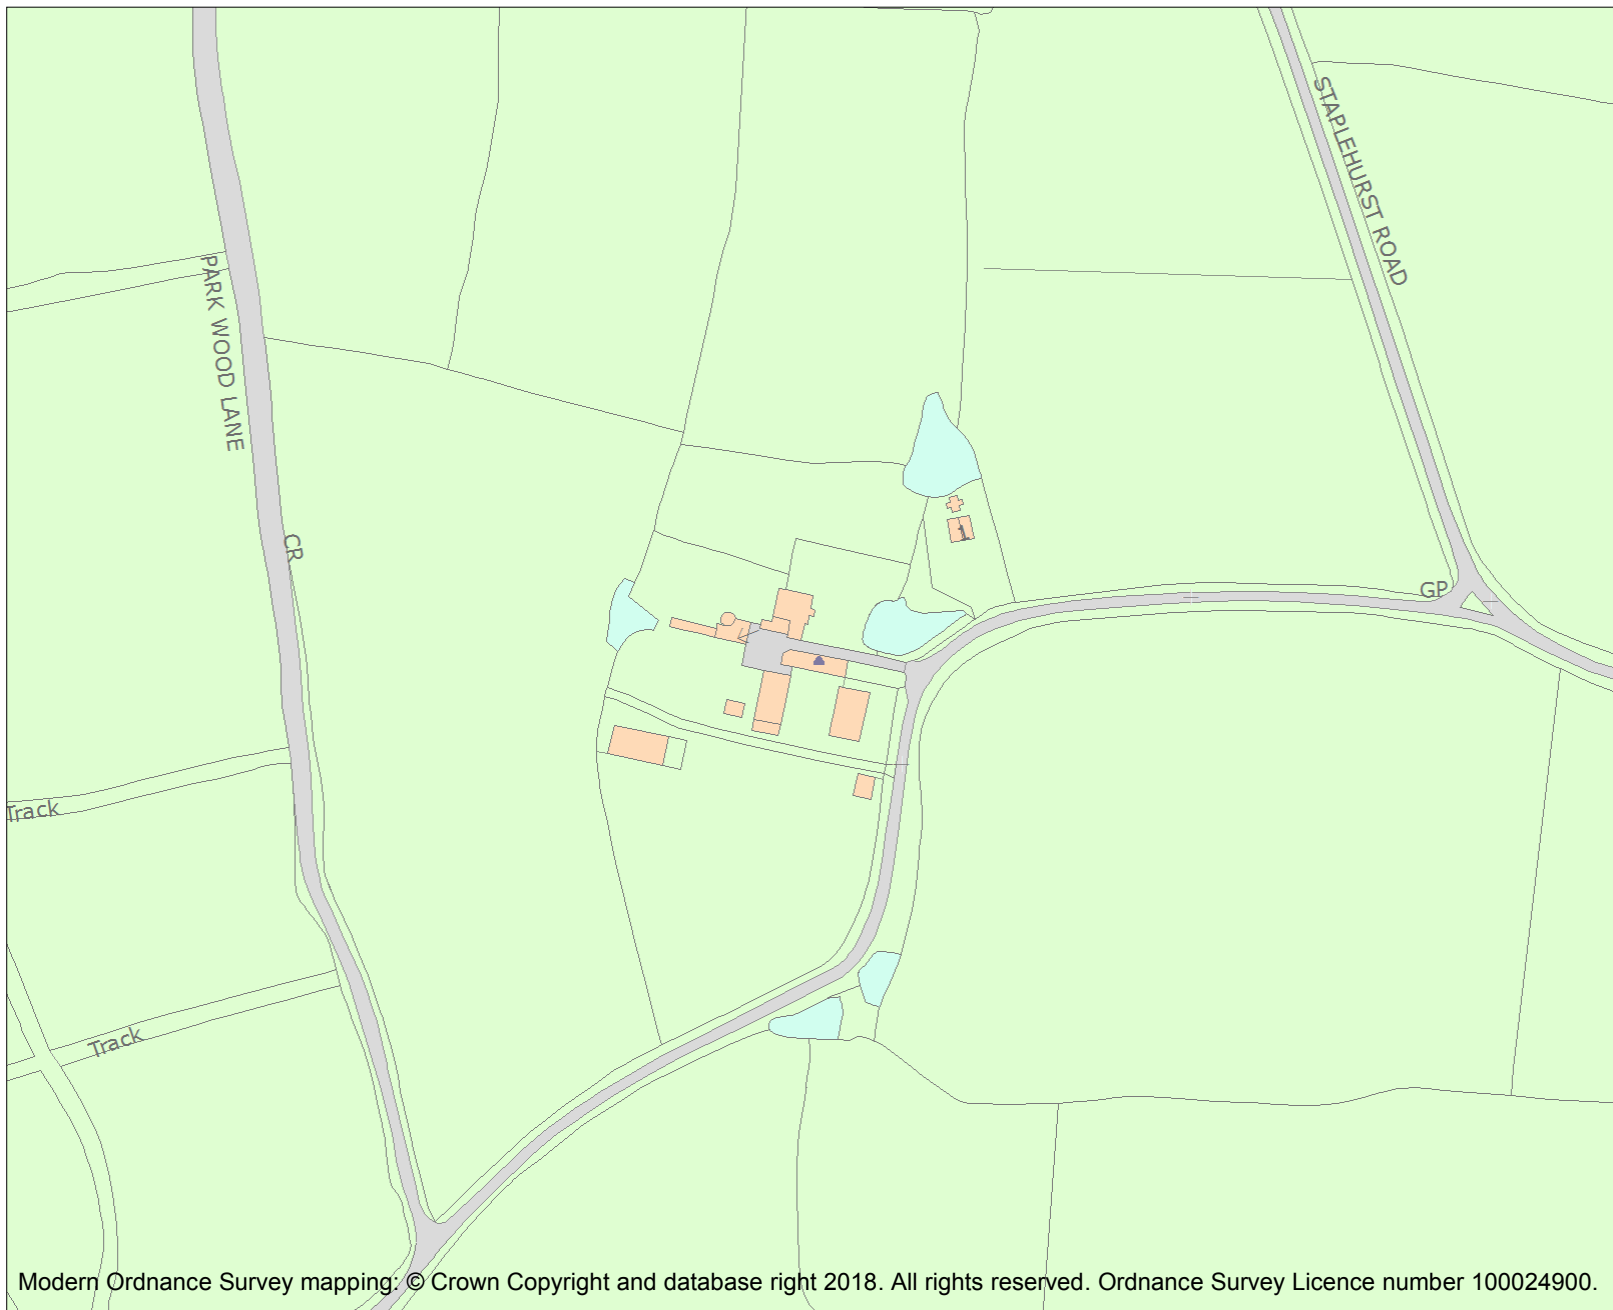 STAPLEHURST ROAD
PARK WOOD LANE
1
CR
GP
Track
Track
Modern Ordnance Survey mapping: © Crown Copyright and database right 2018. All rights reserved. Ordnance Survey Licence number 100024900.